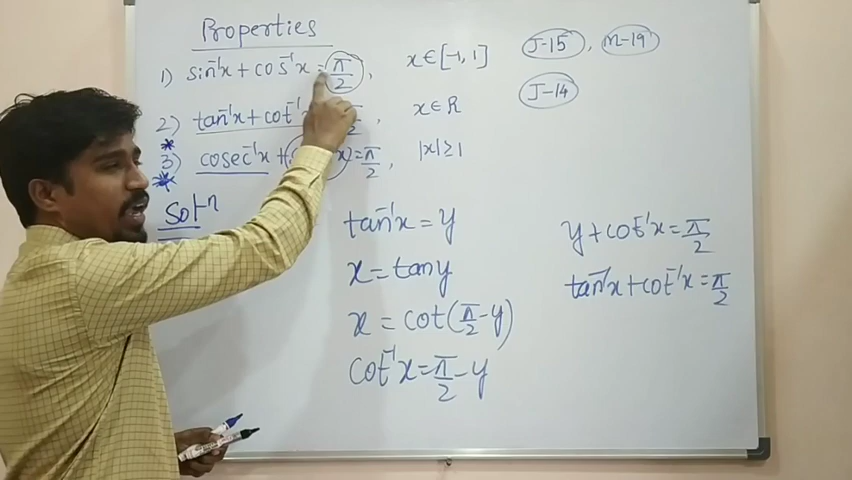 Properties
1) sin⁻¹x + cos⁻¹x = π/2 , x∈[-1, 1] J-15 , M-19
2) tan⁻¹x + cot⁻¹ , x∈R J-14
* 3) cosec⁻¹x + x) = π/2 , |x|≥1
* Solⁿ
tan⁻¹x = y
x = tan y
x = cot(π/2 - y)
cot⁻¹x = π/2 - y
y + cot⁻¹x = π/2
tan⁻¹x + cot⁻¹x = π/2